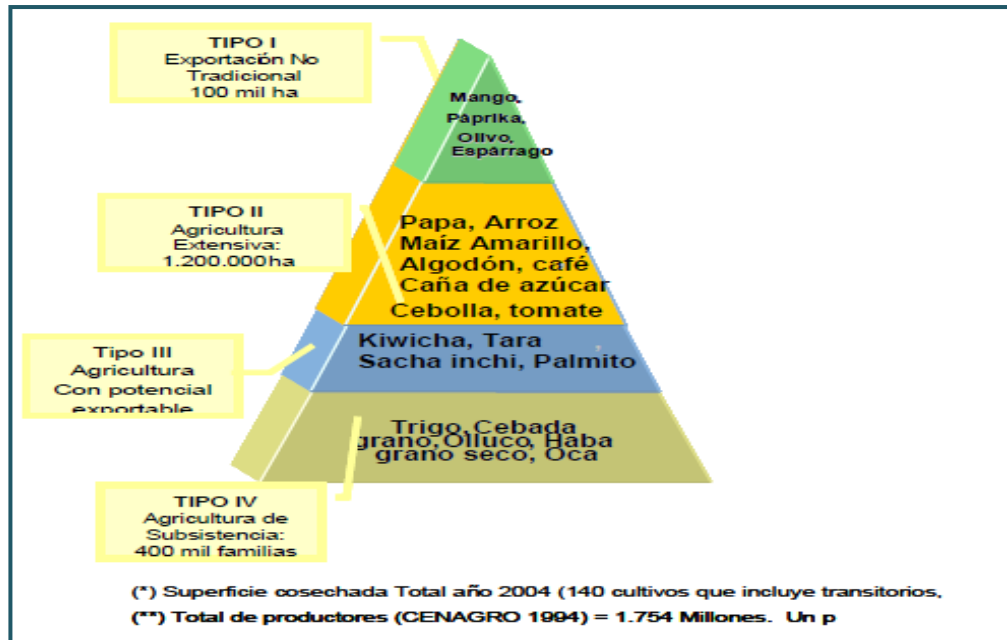 TIPO I
Exportación No
Tradicional
100 mil ha
Mango,
Pàprika,
Olivo,
Espárrago
TIPO II
Agricultura
Extensiva:
1.200.000ha
Papa, Arroz
Maíz Amarillo,
Algodón, café
Caña de azúcar
Cebolla, tomate
Tipo III
Agricultura
Con potencial
exportable
Kiwicha, Tara ,
Sacha inchi, Palmito
Trigo, Cebada
grano, Olluco, Haba
grano seco, Oca
TIPO IV
Agricultura de
Subsistencia:
400 mil familias
(*) Superficie cosechada Total año 2004 (140 cultivos que incluye transitorios,
(**) Total de productores (CENAGRO 1994) = 1.754 Millones. Un p